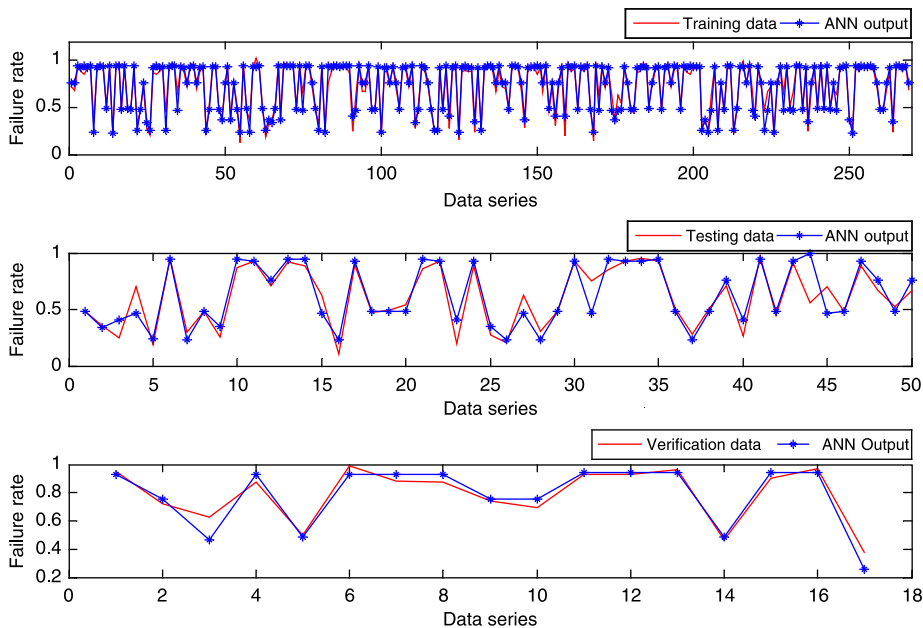 Training data ANN output
Failure rate
1
0.5
0
0 50 100 150 200 250
Data series
Testing data ANN output
Failure rate
1
0.5
0
0 5 10 15 20 25 30 35 40 45 50
Data series
Verification data ANN Output
Failure rate
1
0.8
0.6
0.4
0.2
0 2 4 6 8 10 12 14 16 18
Data series